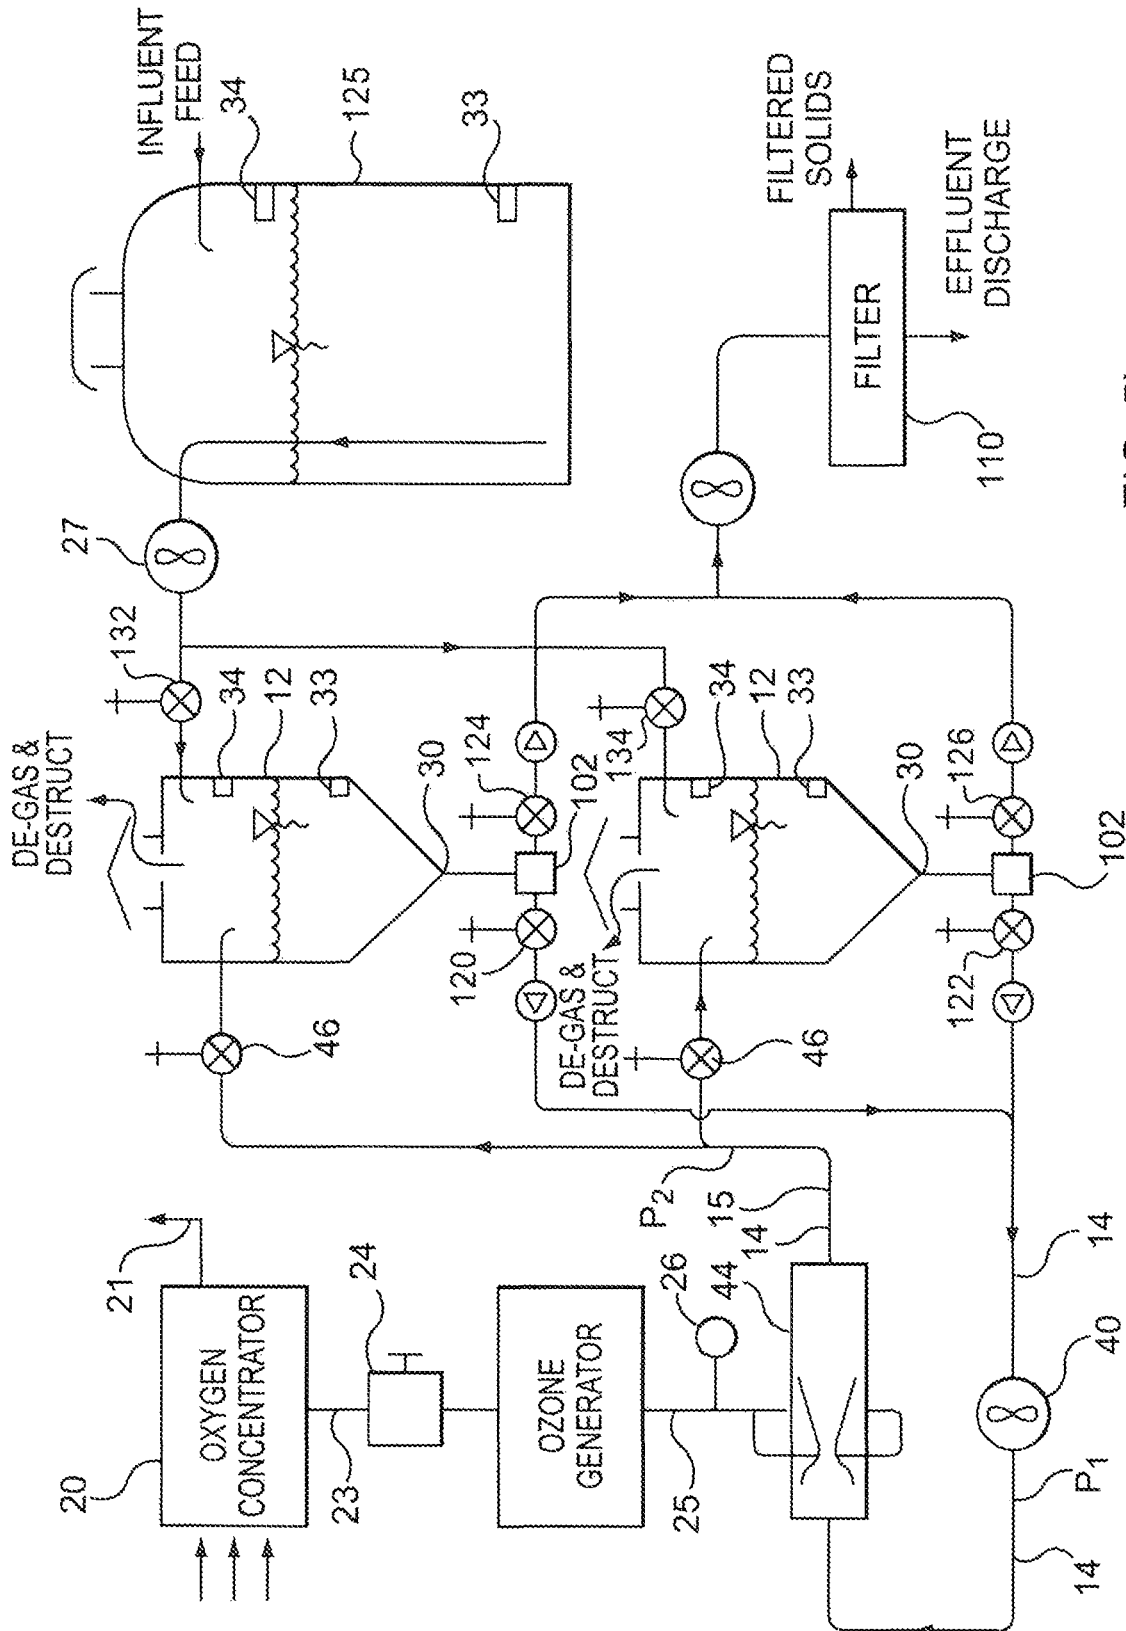 INFLUENT
FEED
34
125
33
27
132
DE-GAS &
DESTRUCT
34
12
33
30
124
102
120
46
FILTERED
SOLIDS
FILTER
EFFLUENT
DISCHARGE
110
134
34
12
33
30
126
102
122
DE-GAS &
DESTRUCT
46
21
20
OXYGEN
CONCENTRATOR
23
24
OZONE
GENERATOR
25
26
P2
15
14
44
14
40
P1
14